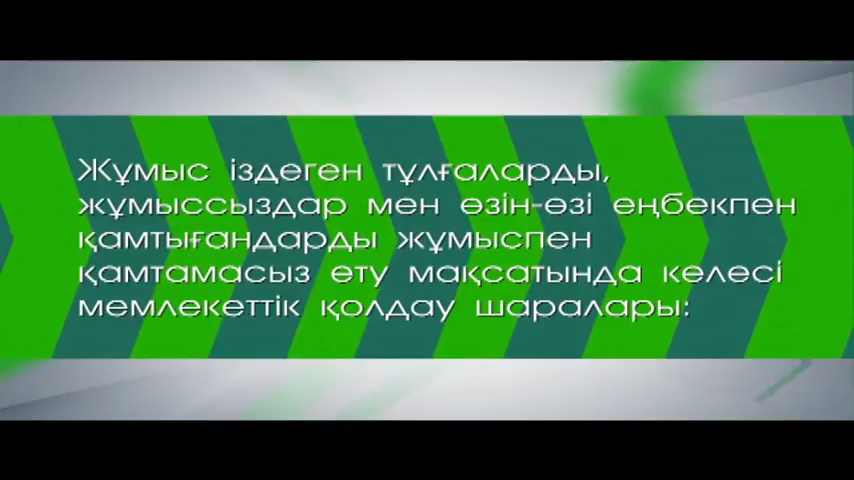 Жұмыс іздеген тұлғаларды,
жұмыссыздар мен өзін-өзі еңбекпен
қамтығандарды жұмыспен
қамтамасыз ету мақсатында келесі
мемлекеттік қолдау шаралары: